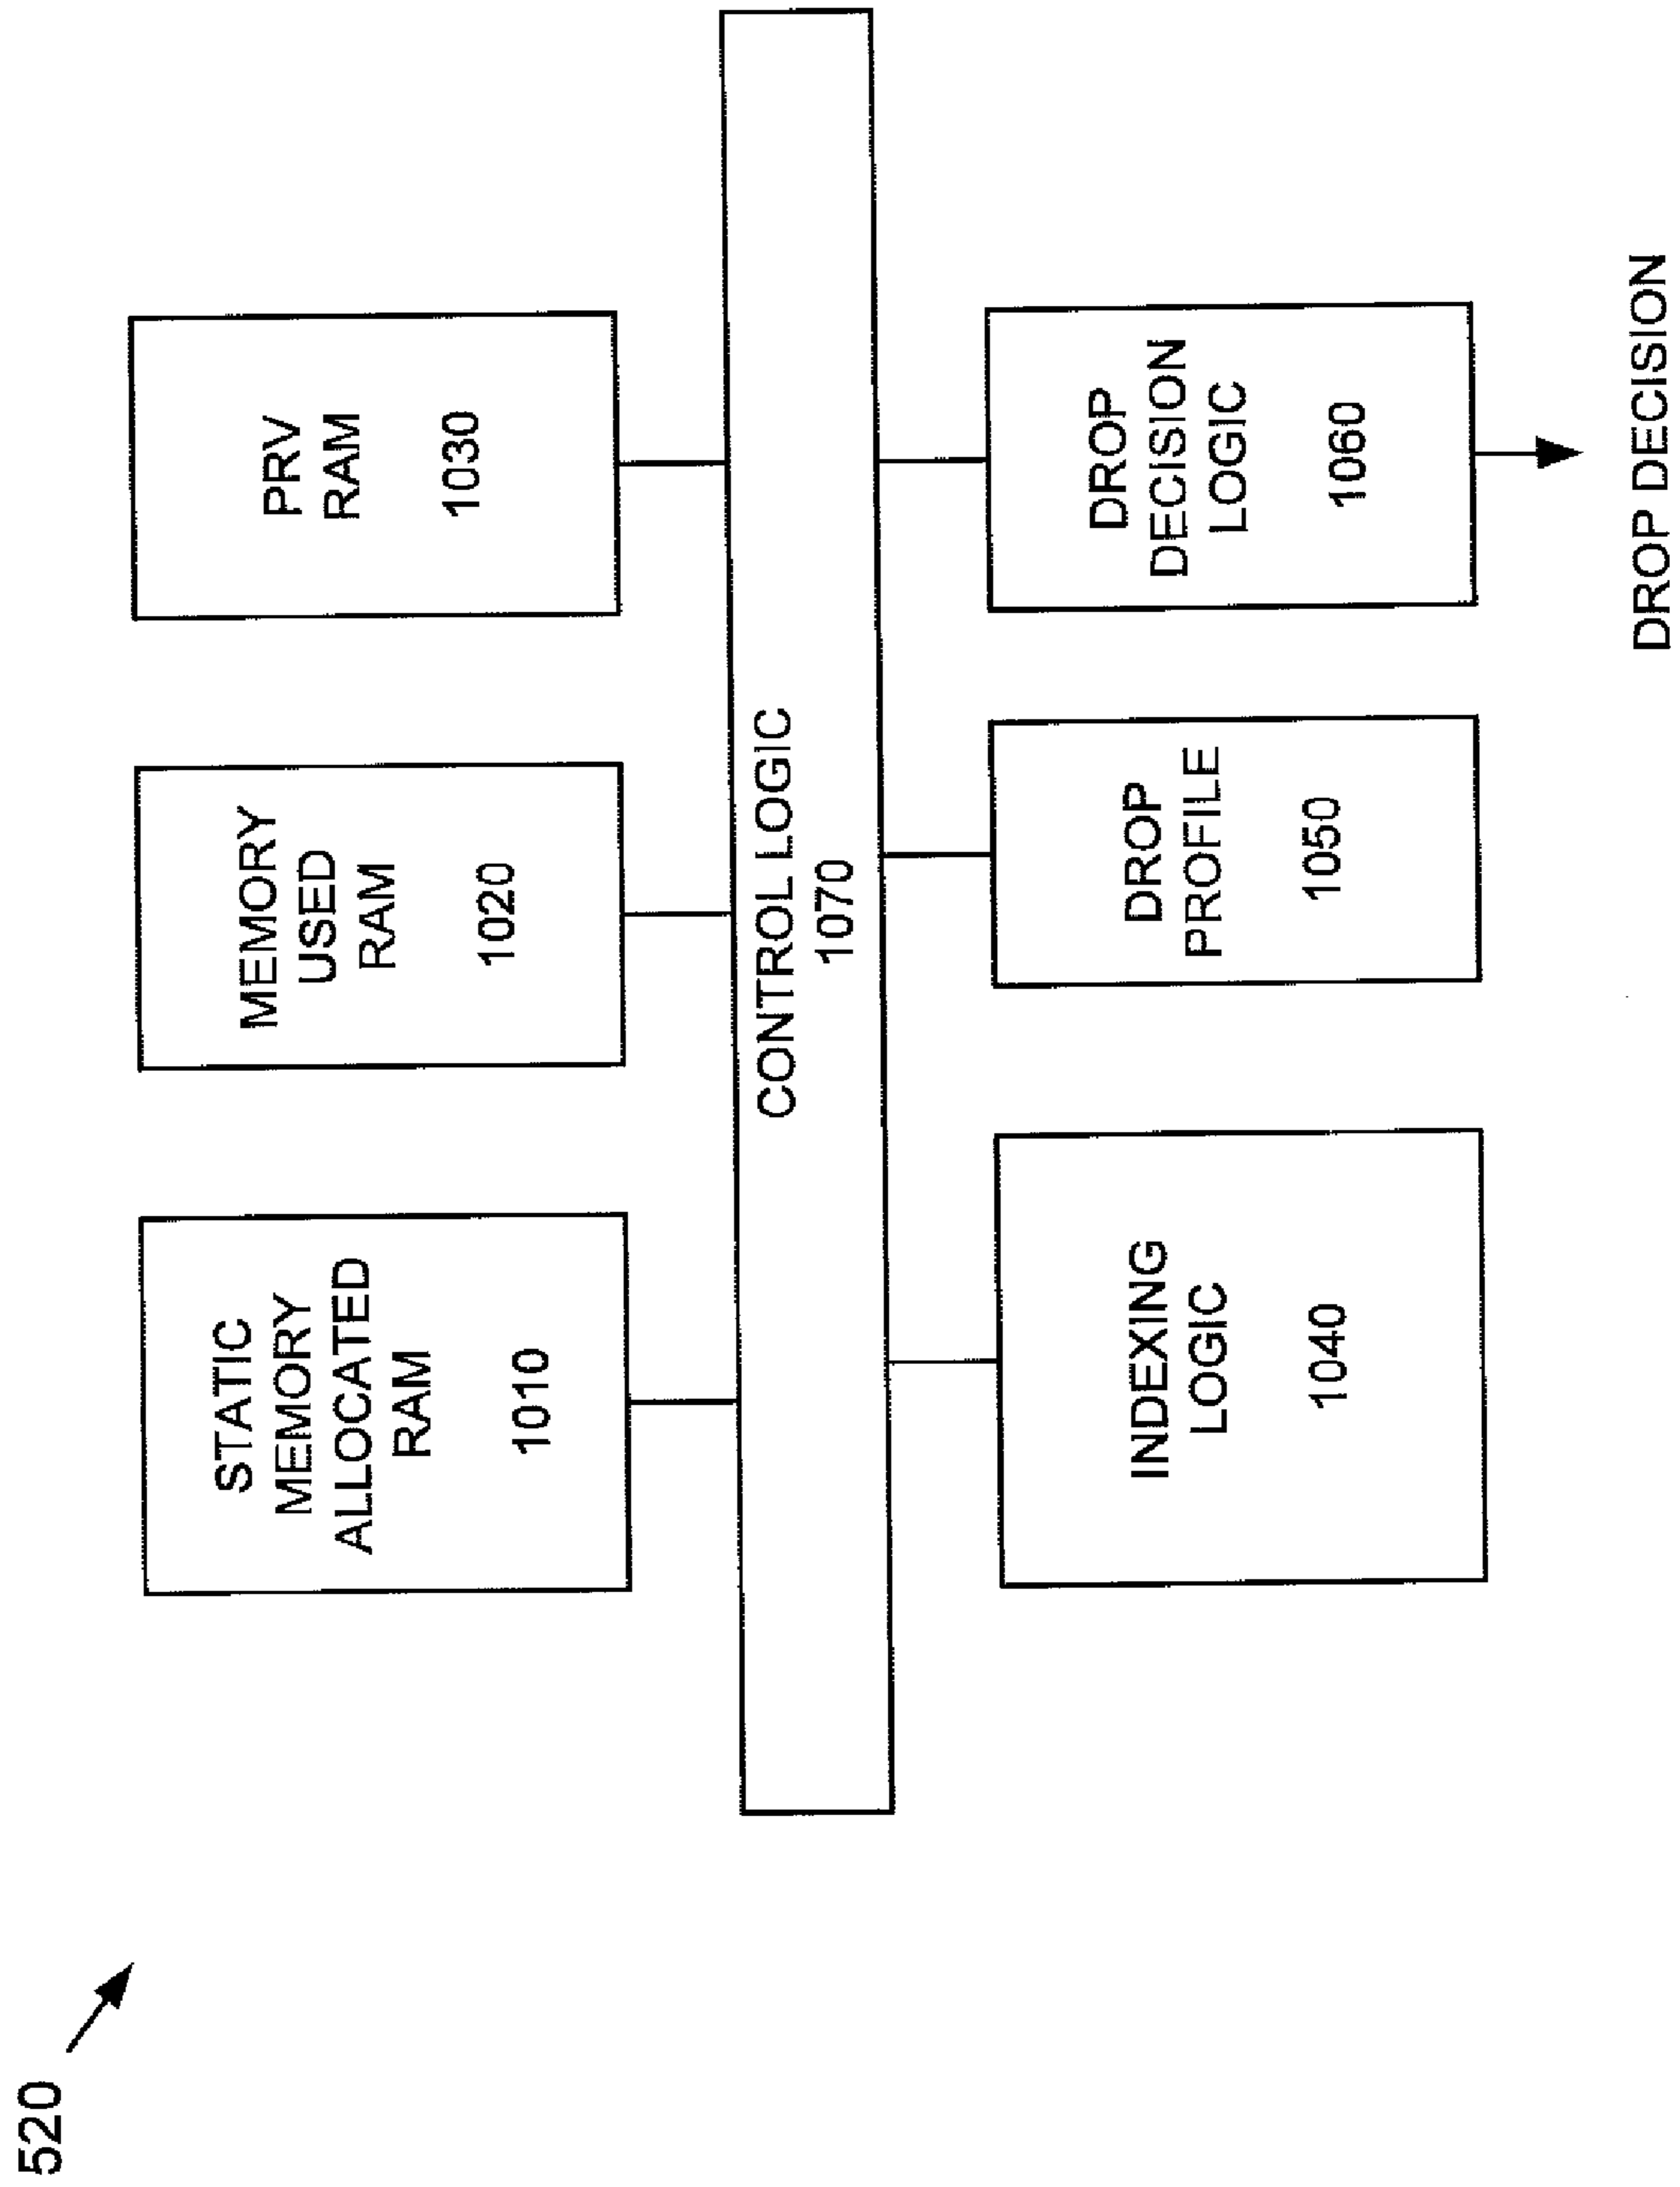 520
STATIC
MEMORY
ALLOCATED
RAM
1010
MEMORY
USED
RAM
1020
PRV
RAM
1030
CONTROL LOGIC
1070
INDEXING
LOGIC
1040
DROP
PROFILE
1050
DROP
DECISION
LOGIC
1060
DROP DECISION